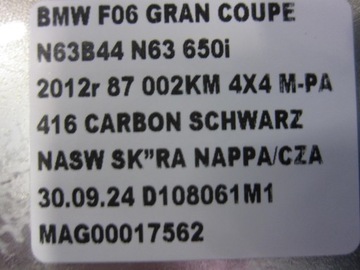 BMW F06 GRAN COUPE
N63B44 N63 650i
2012r 87 002KM 4X4 M-PA
416 CARBON SCHWARZ
NASW SK”RA NAPPA/CZA
30.09.24 D108061M1
MAG00017562